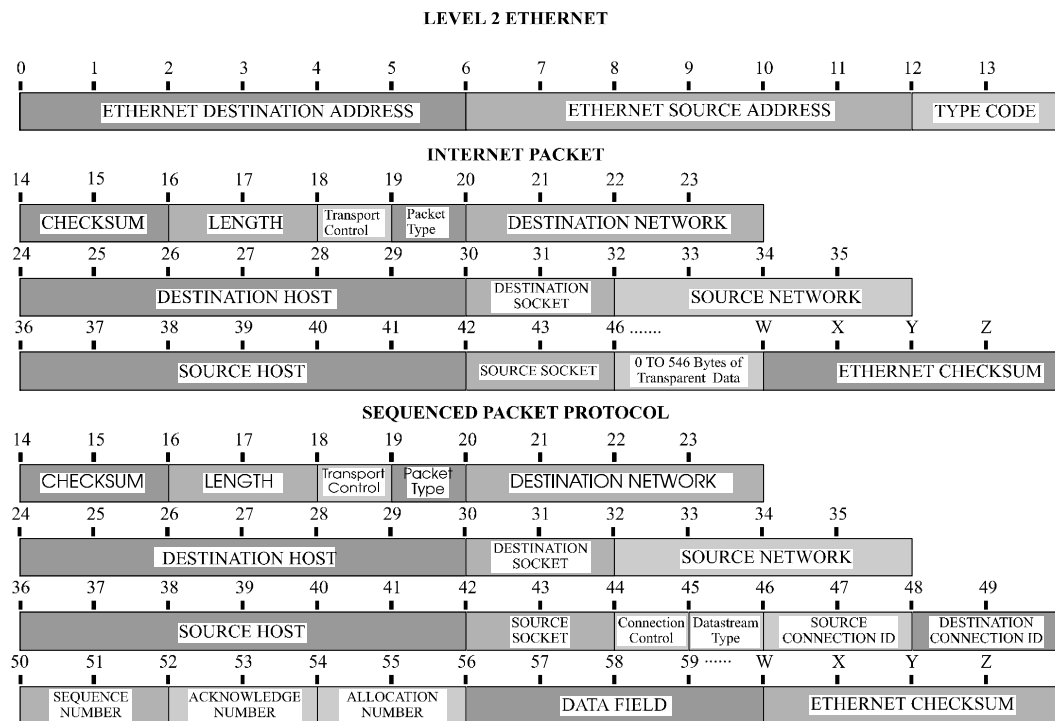 LEVEL 2 ETHERNET
0 1 2 3 4 5 6 7 8 9 10 11 12 13
ETHERNET DESTINATION ADDRESS ETHERNET SOURCE ADDRESS TYPE CODE
INTERNET PACKET
14 15 16 17 18 19 20 21 22 23
CHECKSUM LENGTH Transport Control Packet Type DESTINATION NETWORK
24 25 26 27 28 29 30 31 32 33 34 35
DESTINATION HOST DESTINATION SOCKET SOURCE NETWORK
36 37 38 39 40 41 42 43 46 ....... W X Y Z
SOURCE HOST SOURCE SOCKET 0 TO 546 Bytes of Transparent Data ETHERNET CHECKSUM
SEQUENCED PACKET PROTOCOL
14 15 16 17 18 19 20 21 22 23
CHECKSUM LENGTH Transport Control Packet Type DESTINATION NETWORK
24 25 26 27 28 29 30 31 32 33 34 35
DESTINATION HOST DESTINATION SOCKET SOURCE NETWORK
36 37 38 39 40 41 42 43 44 45 46 47 48 49
SOURCE HOST SOURCE SOCKET Connection Control Datastream Type SOURCE CONNECTION ID DESTINATION CONNECTION ID
50 51 52 53 54 55 56 57 58 59 ...... W X Y Z
SEQUENCE NUMBER ACKNOWLEDGE NUMBER ALLOCATION NUMBER DATA FIELD ETHERNET CHECKSUM